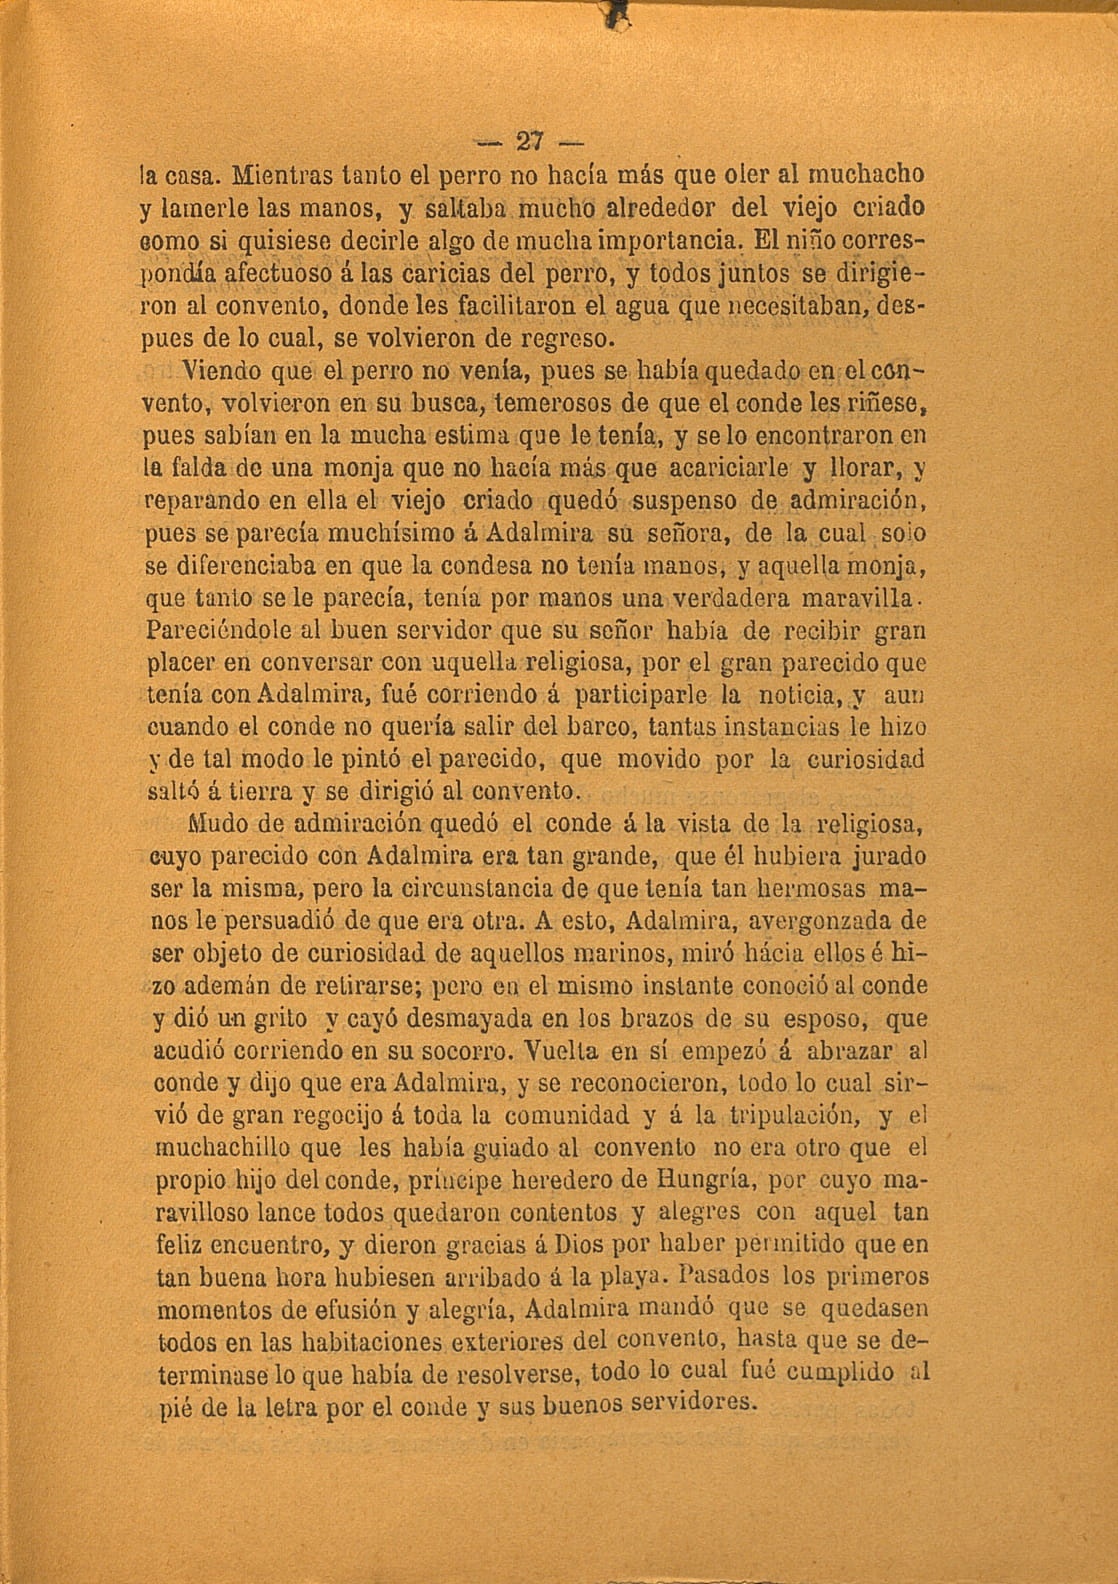 — 27 —
la casa. Mientras tanto el perro no hacía más que oler al muchacho
y lamerle las manos, y saltaba mucho alrededor del viejo criado
como si quisiese decirle algo de mucha importancia. El niño corres-
pondía afectuoso á las caricias del perro, y todos juntos se dirigie-
ron al convento, donde les facilitaron el agua que necesitaban, des-
pues de lo cual, se volvieron de regreso.
Viendo que el perro no venía, pues se había quedado en el con-
vento, volvieron en su busca, temerosos de que el conde les riñese,
pues sabían en la mucha estima que le tenía, y se lo encontraron en
la falda de una monja que no hacía más que acariciarle y llorar, y
reparando en ella el viejo criado quedó suspenso de admiración,
pues se parecía muchísimo á Adalmira su señora, de la cual solo
se diferenciaba en que la condesa no tenía manos, y aquella monja,
que tanto se le parecía, tenía por manos una verdadera maravilla.
Pareciéndole al buen servidor que su señor había de recibir gran
placer en conversar con uquella religiosa, por el gran parecido que
tenía con Adalmira, fué corriendo á participarle la noticia, y aun
cuando el conde no quería salir del barco, tantas instancias le hizo
y de tal modo le pintó el parecido, que movido por la curiosidad
saltó á tierra y se dirigió al convento.
Mudo de admiración quedó el conde á la vista de la religiosa,
cuyo parecido con Adalmira era tan grande, que él hubiera jurado
ser la misma, pero la circunstancia de que tenía tan hermosas ma-
nos le persuadió de que era otra. A esto, Adalmira, avergonzada de
ser objeto de curiosidad de aquellos marinos, miró hácia ellos é hi-
zo ademán de retirarse; pero en el mismo instante conoció al conde
y dió un grito y cayó desmayada en los brazos de su esposo, que
acudió corriendo en su socorro. Vuelta en sí empezó á abrazar al
conde y dijo que era Adalmira, y se reconocieron, todo lo cual sir-
vió de gran regocijo á toda la comunidad y á la tripulación, y el
muchachillo que les había guiado al convento no era otro que el
propio hijo del conde, príncipe heredero de Hungría, por cuyo ma-
ravilloso lance todos quedaron contentos y alegres con aquel tan
feliz encuentro, y dieron gracias á Dios por haber permitido que en
tan buena hora hubiesen arribado á la playa. Pasados los primeros
momentos de efusión y alegría, Adalmira mandó que se quedasen
todos en las habitaciones exteriores del convento, hasta que se de-
terminase lo que había de resolverse, todo lo cual fué cumplido al
pié de la letra por el conde y sus buenos servidores.